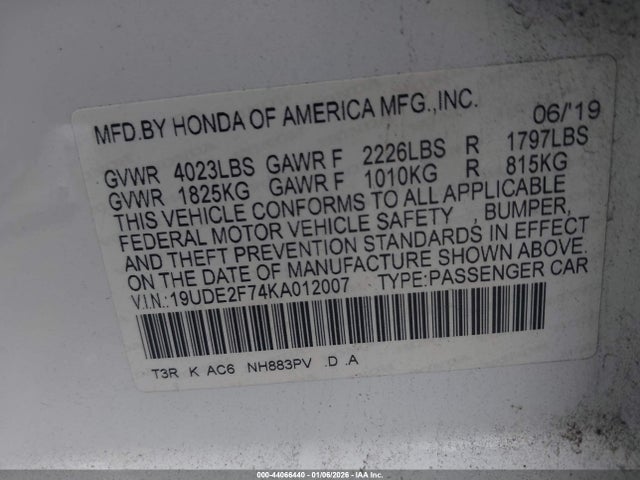 MFD.BY HONDA OF AMERICA MFG.,INC. 06/'19
GVWR 4023LBS GAWR F 2226LBS R 1797LBS
GVWR 1825KG GAWR F 1010KG R 815KG
THIS VEHICLE CONFORMS TO ALL APPLICABLE
FEDERAL MOTOR VEHICLE SAFETY , BUMPER,
AND THEFT PREVENTION STANDARDS IN EFFECT
ON THE DATE OF MANUFACTURE SHOWN ABOVE.
V.I.N.:19UDE2F74KA012007 TYPE:PASSENGER CAR
T3R K AC6 NH883PV .D .A
000-44066440 - 01/06/2026 - IAAI.com